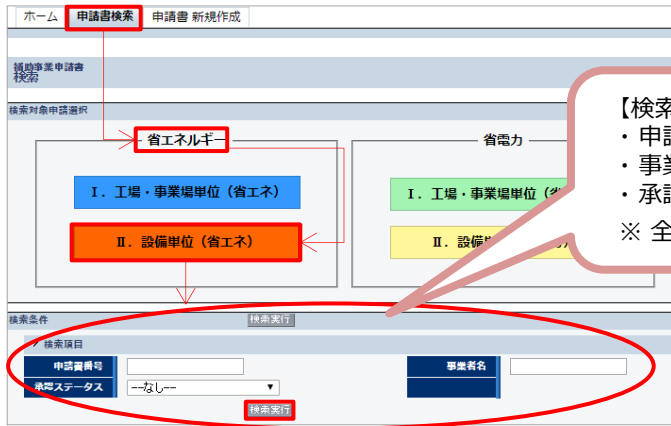 ホーム 申請書検索 申請書 新規作成
補助事業申請書
検索
検索対象申請選択
省エネルギー
省電力
Ⅰ．工場・事業場単位（省エネ）
Ⅰ．工場・事業場単位
Ⅱ．設備単位（省エネ）
Ⅱ．設備
【検索
・申
・事業
・承
※ 全
検索条件 検索実行
検索項目
申請書番号
事業者名
承認ステータス --なし--
検索実行